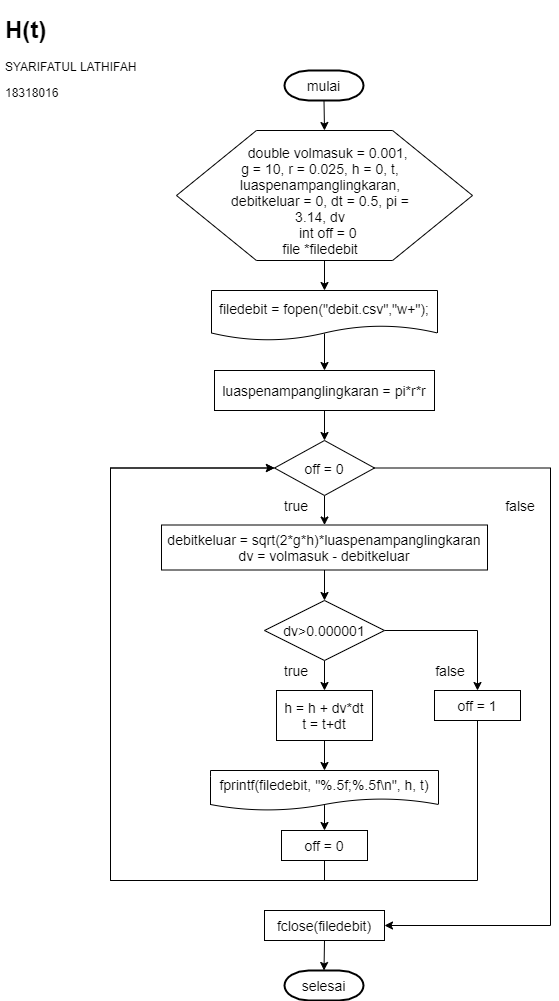 H(t)
SYARIFATUL LATHIFAH
18318016
mulai
double volmasuk = 0.001,
g = 10, r = 0.025, h = 0, t,
luaspenampanglingkaran,
debitkeluar = 0, dt = 0.5, pi =
3.14, dv
int off = 0
file *filedebit
filedebit = fopen("debit.csv","w+");
luaspenampanglingkaran = pi*r*r
off = 0
true
false
debitkeluar = sqrt(2*g*h)*luaspenampanglingkaran
dv = volmasuk - debitkeluar
dv>0.000001
true
false
h = h + dv*dt
t = t+dt
off = 1
fprintf(filedebit, "%.5f;%.5f\n", h, t)
off = 0
fclose(filedebit)
selesai